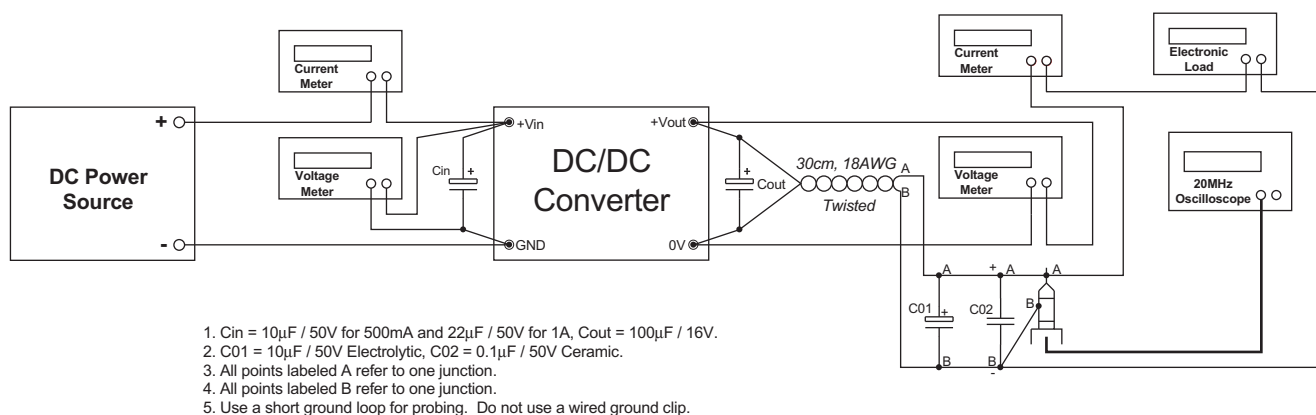 Current
Meter
+
-
DC Power
Source
Voltage
Meter
Cin
+
+Vin
GND
DC/DC
Converter
+Vout
0V
+
Cout
30cm, 18AWG
Twisted
A
B
Current
Meter
Electronic
Load
Voltage
Meter
20MHz
Oscilloscope
A
+
A
A
C01
+
C02
B
B
B
-
1. Cin = 10µF / 50V for 500mA and 22µF / 50V for 1A, Cout = 100µF / 16V.
2. C01 = 10µF / 50V Electrolytic, C02 = 0.1µF / 50V Ceramic.
3. All points labeled A refer to one junction.
4. All points labeled B refer to one junction.
5. Use a short ground loop for probing.  Do not use a wired ground clip.